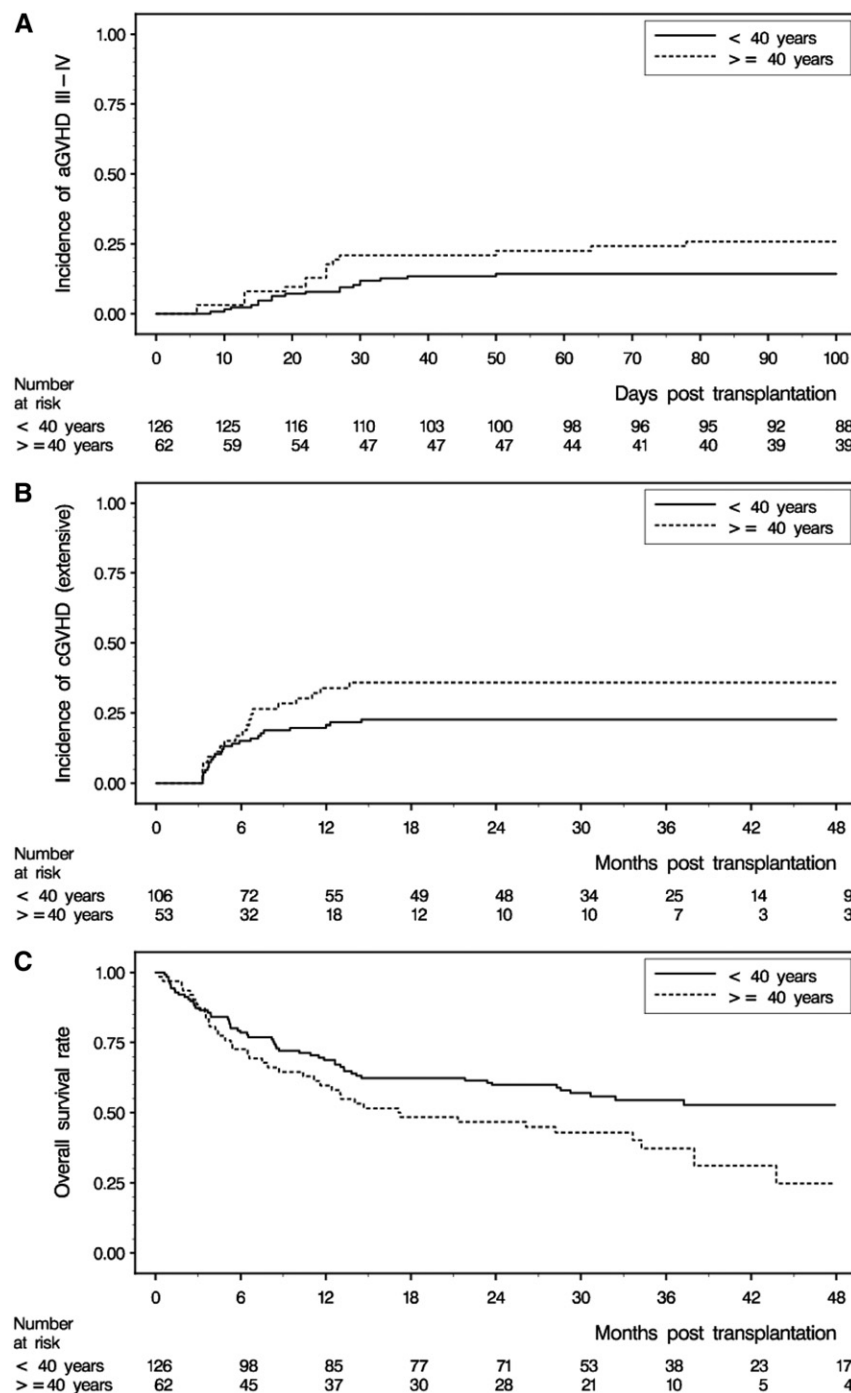 A
Incidence of aGVHD III–IV
1.00
0.75
0.50
0.25
0.00
< 40 years
>= 40 years
0 10 20 30 40 50 60 70 80 90 100
Days post transplantation
Number
at risk
< 40 years 126 125 116 110 103 100 98 96 95 92 88
>=40 years 62 59 54 47 47 47 44 41 40 39 39
B
Incidence of cGVHD (extensive)
1.00
0.75
0.50
0.25
0.00
< 40 years
>= 40 years
0 6 12 18 24 30 36 42 48
Months post transplantation
Number
at risk
< 40 years 106 72 55 49 48 34 25 14 9
>=40 years 53 32 18 12 10 10 7 3 3
C
Overall survival rate
1.00
0.75
0.50
0.25
0.00
< 40 years
>= 40 years
0 6 12 18 24 30 36 42 48
Months post transplantation
Number
at risk
< 40 years 126 98 85 77 71 53 38 23 17
>=40 years 62 45 37 30 28 21 10 5 4